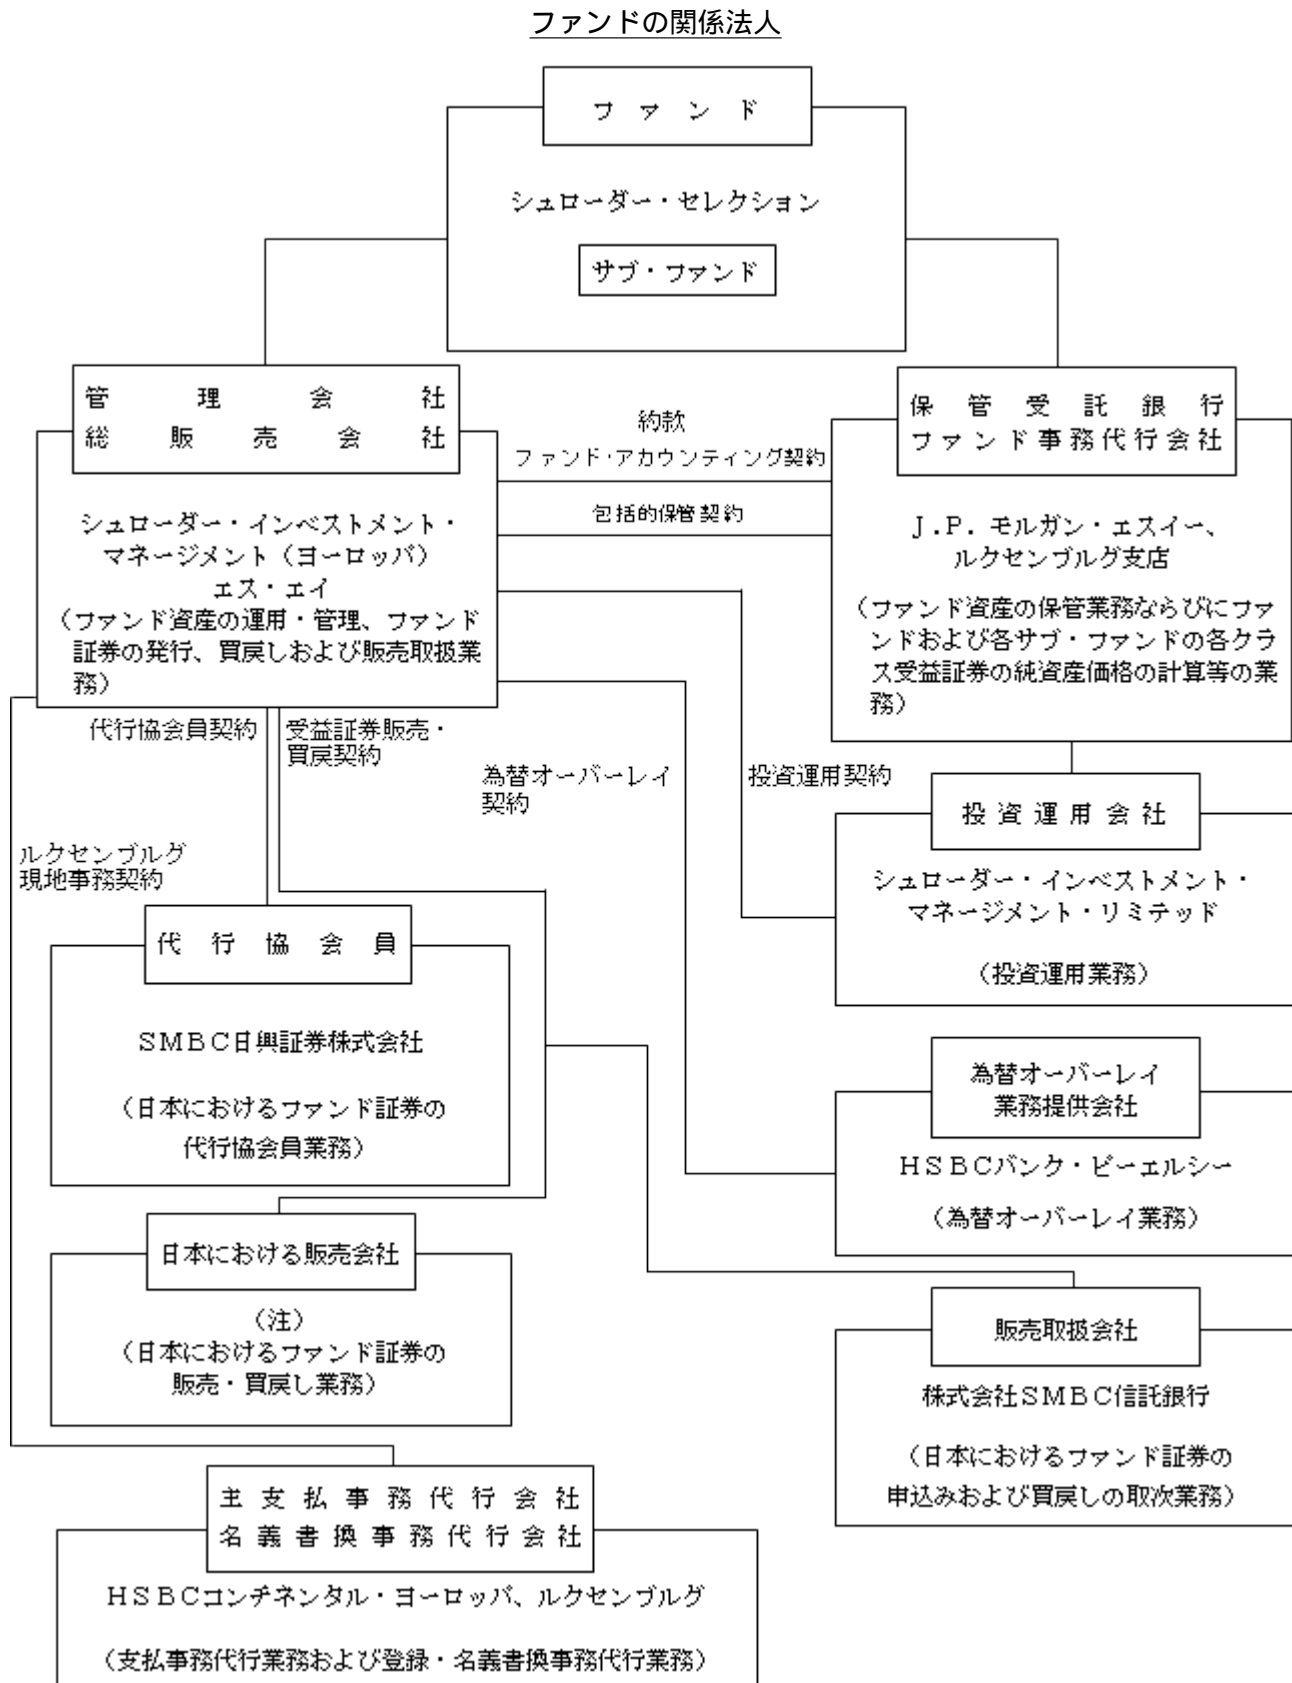 ファンドの関係法人
ファンド
シュローダー・セレクション
サブ・ファンド
管理会社
総販売会社
シュローダー・インベストメント・
マネージメント（ヨーロッパ）
エス・エイ
（ファンド資産の運用・管理、ファンド
証券の発行、買戻しおよび販売取扱業
務）
約款
ファンド・アカウンティング契約
包括的保管契約
保管受託銀行
ファンド事務代行会社
J.P. モルガン・エスイー、
ルクセンブルグ支店
（ファンド資産の保管業務ならびにファ
ンドおよび各サブ・ファンドの各クラ
ス受益証券の純資産価格の計算等の業
務）
代行協会員契約
受益証券販売・
買戻契約
為替オーバーレイ
契約
投資運用契約
投資運用会社
シュローダー・インベストメント・
マネージメント・リミテッド
（投資運用業務）
ルクセンブルグ
現地事務契約
代行協会員
ＳＭＢＣ日興証券株式会社
（日本におけるファンド証券の
代行協会員業務）
為替オーバーレイ
業務提供会社
ＨＳＢＣバンク・ピーエルシー
（為替オーバーレイ業務）
日本における販売会社
（注）
（日本におけるファンド証券の
販売・買戻し業務）
販売取扱会社
株式会社ＳＭＢＣ信託銀行
（日本におけるファンド証券の
申込みおよび買戻しの取次業務）
主支払事務代行会社
名義書換事務代行会社
ＨＳＢＣコンチネンタル・ヨーロッパ、ルクセンブルグ
（支払事務代行業務および登録・名義書換事務代行業務）